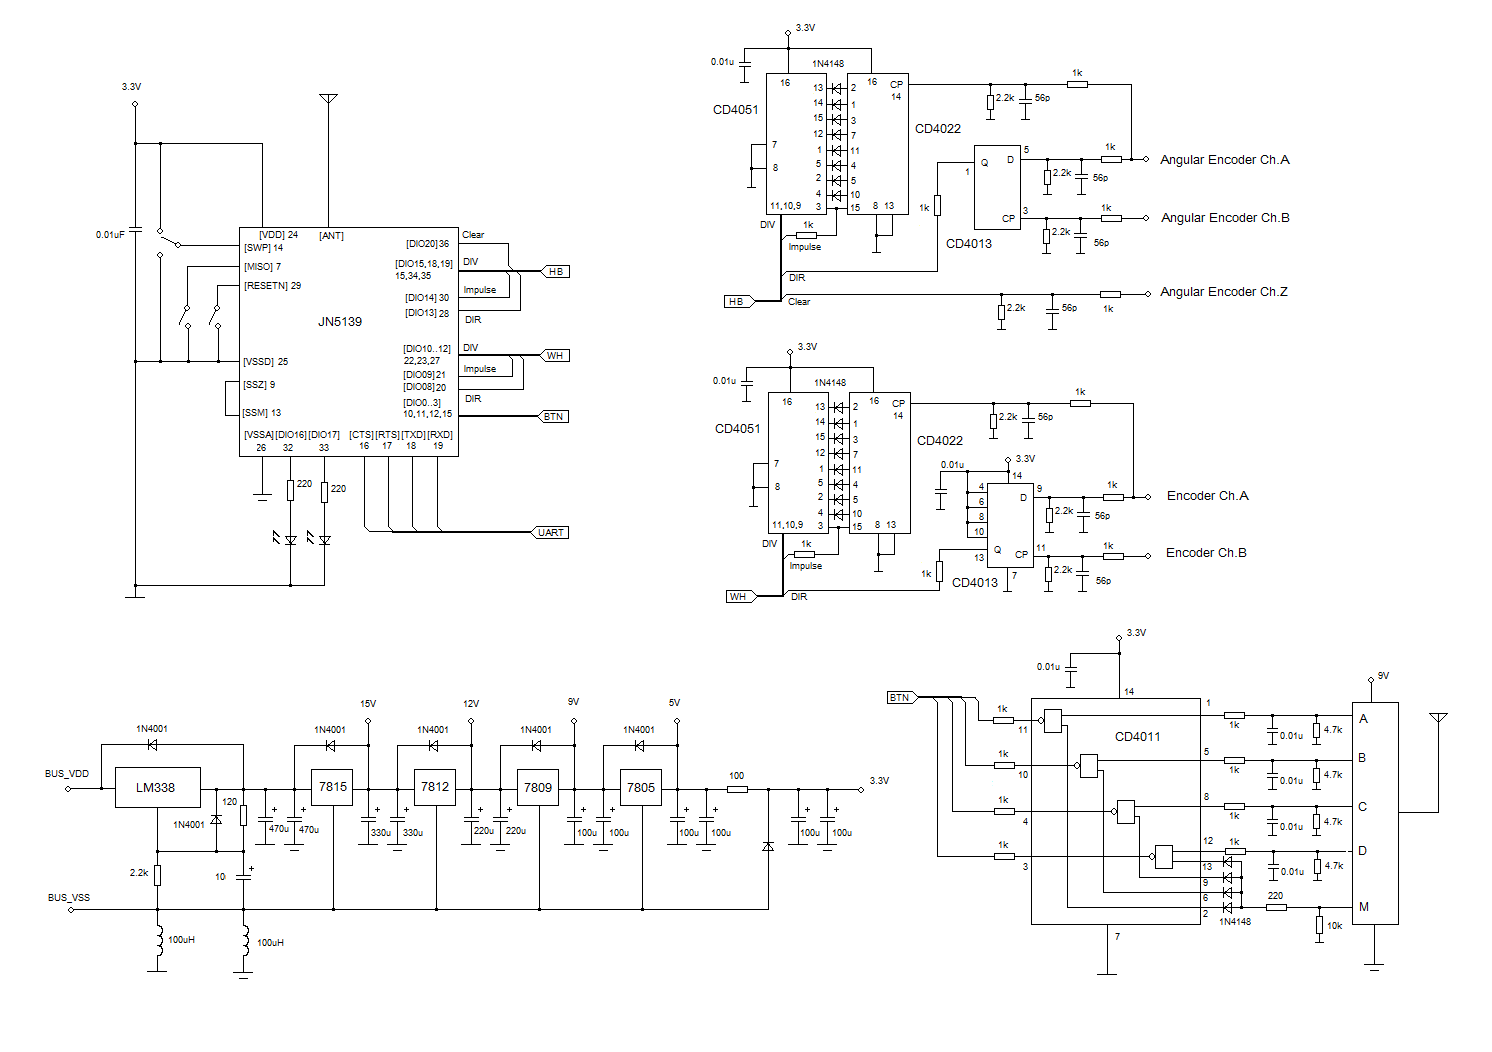 3.3V
0.01uF
[VDD] 24
[ANT]
[SWP] 14
[MISO] 7
[RESETN] 29
JN5139
[VSSD] 25
[SSZ] 9
[SSM] 13
[VSSA] [DIO16] [DIO17] [CTS] [RTS] [TXD] [RXD]
26 32 33 16 17 18 19
[DIO20] 36
Clear
[DIO15,18,19]
15,34,35
DIV
HB
[DIO14] 30
Impulse
[DIO13] 28
DIR
[DIO10..12]
22,23,27
DIV
WH
[DIO09] 21
Impulse
[DIO08] 20
DIR
[DIO0..3]
10,11,12,15
BTN
220
220
UART
3.3V
0.01u
1N4148
16
16
CP
14
CD4051
CD4022
13 2
14 1
15 3
12 7
1 11
5 4
2 5
4 10
3 15
7
8
11,10,9
8 13
DIV
1k
Impulse
DIR
HB
Clear
1k
2.2k
56p
1k
Q
1
D
5
CP
3
CD4013
1k
2.2k
56p
Angular Encoder Ch.A
1k
2.2k
56p
Angular Encoder Ch.B
2.2k
56p
1k
Angular Encoder Ch.Z
3.3V
0.01u
1N4148
16
16
CP
14
CD4051
CD4022
13 2
14 1
15 3
12 7
1 11
5 4
2 5
4 10
3 15
7
8
11,10,9
8 13
DIV
1k
Impulse
WH
DIR
1k
2.2k
56p
0.01u
3.3V
14
4
6
8
10
13
Q
D
9
CP
11
7
CD4013
1k
1k
2.2k
56p
Encoder Ch.A
1k
2.2k
56p
Encoder Ch.B
BUS_VDD
1N4001
LM338
1N4001
120
2.2k
10
BUS_VSS
100uH
100uH
470u
470u
1N4001
7815
15V
330u
330u
1N4001
7812
12V
220u
220u
1N4001
7809
9V
100u
100u
1N4001
7805
5V
100u
100u
100
100u
100u
3.3V
3.3V
0.01u
14
BTN
1k
11
1k
10
1k
4
1k
3
CD4011
1
5
8
12
13
9
6
2
7
1k
0.01u
4.7k
1k
0.01u
4.7k
1k
0.01u
4.7k
1k
0.01u
4.7k
1N4148
220
10k
9V
A
B
C
D
M